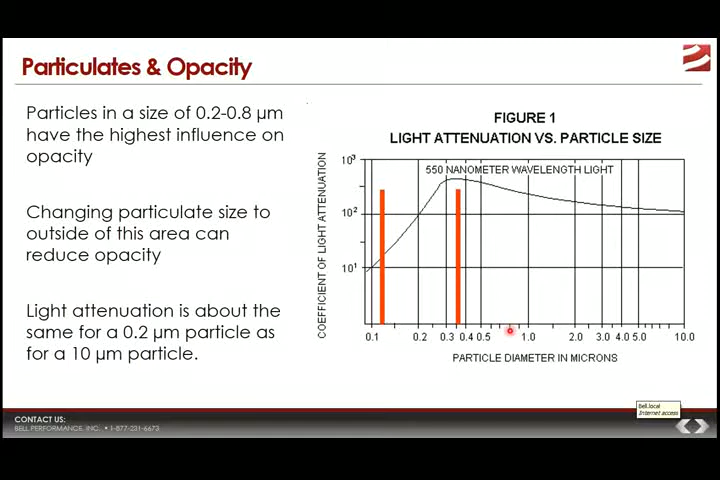 Particulates & Opacity
Particles in a size of 0.2-0.8 µm
have the highest influence on
opacity
Changing particulate size to
outside of this area can
reduce opacity
Light attenuation is about the
same for a 0.2 µm particle as
for a 10 µm particle.
FIGURE 1
LIGHT ATTENUATION VS. PARTICLE SIZE
550 NANOMETER WAVELENGTH LIGHT
COEFFICIENT OF LIGHT ATTENUATION
10³
10²
10¹
0.1 0.2 0.3 0.4 0.5 1.0 2.0 3.0 4.0 5.0 10.0
PARTICLE DIAMETER IN MICRONS
Bell.local
Internet access
CONTACT US:
BELL PERFORMANCE, INC. • 1-877-231-6673